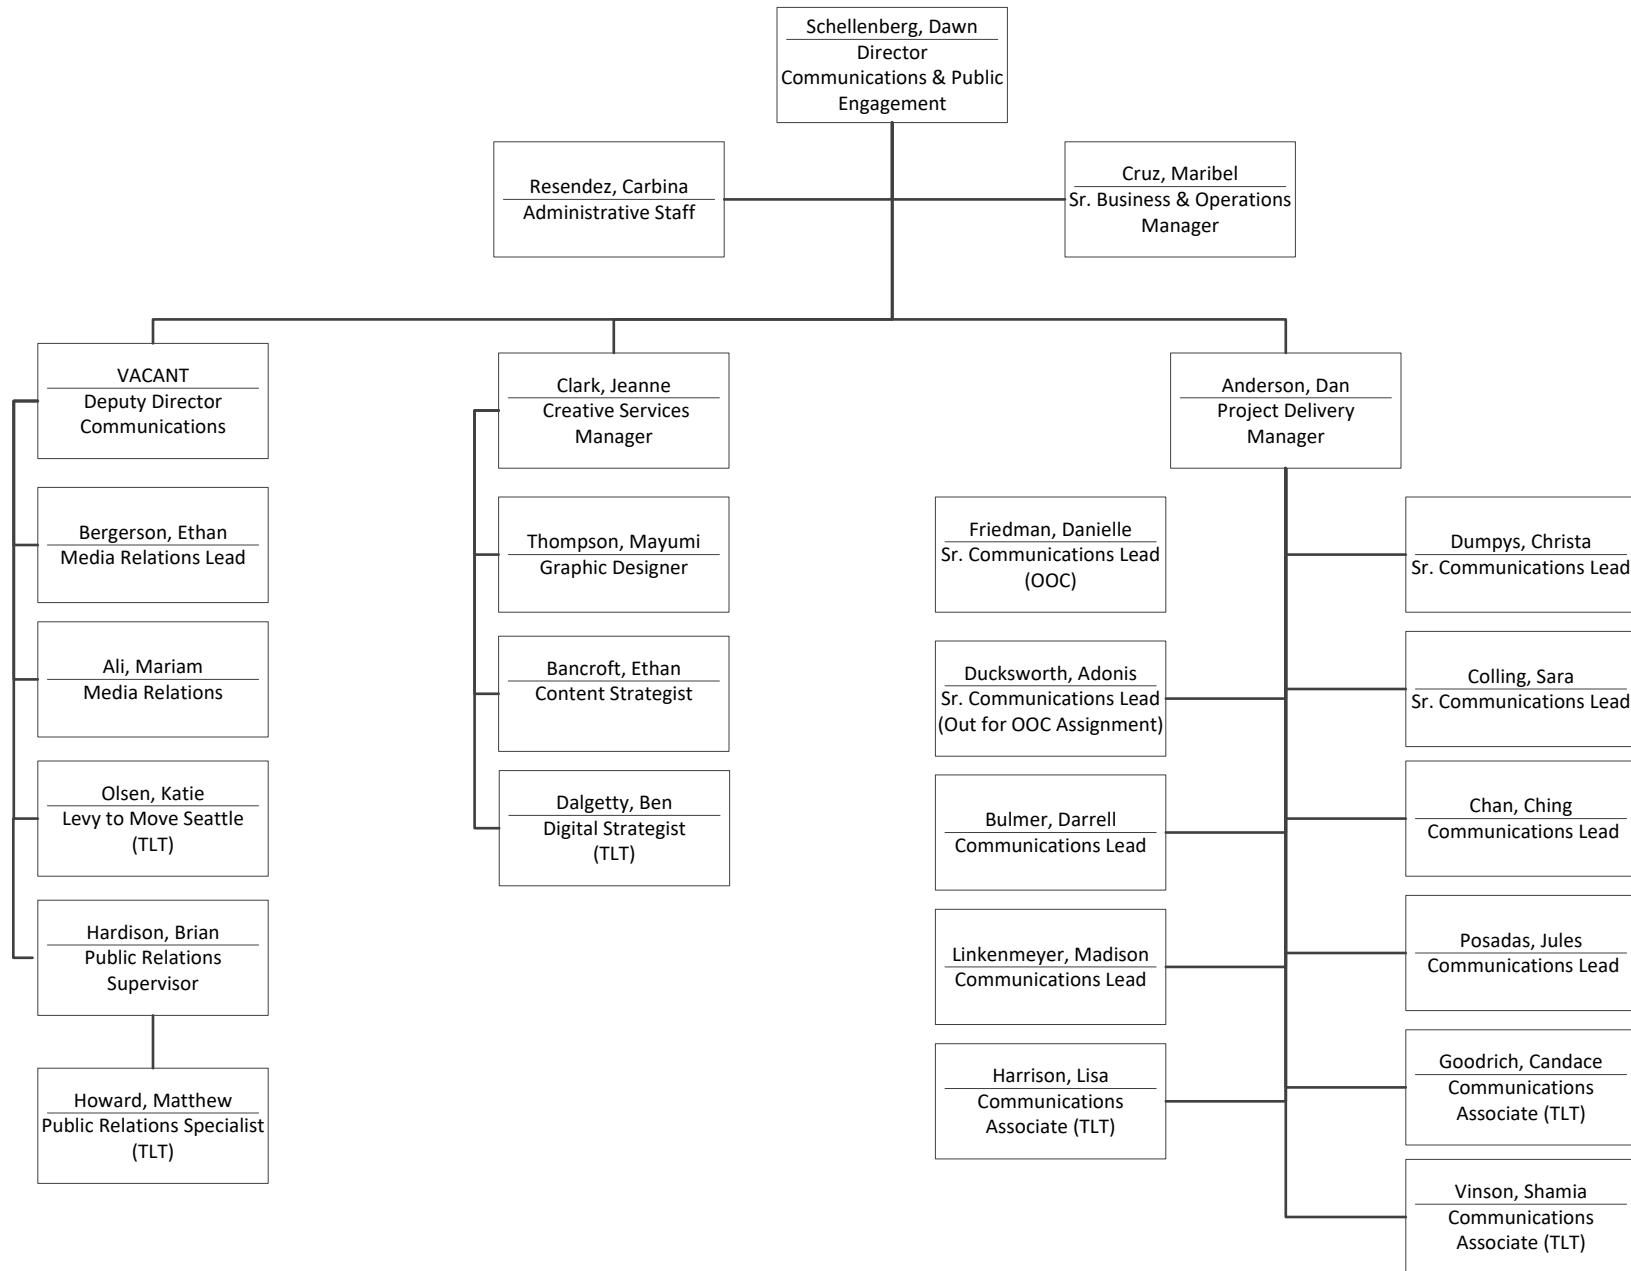 Schellenberg, Dawn
Director
Communications & Public
Engagement
Resendez, Carbina
Administrative Staff
Cruz, Maribel
Sr. Business & Operations
Manager
VACANT
Deputy Director
Communications
Bergerson, Ethan
Media Relations Lead
Ali, Mariam
Media Relations
Olsen, Katie
Levy to Move Seattle
(TLT)
Hardison, Brian
Public Relations
Supervisor
Howard, Matthew
Public Relations Specialist
(TLT)
Clark, Jeanne
Creative Services
Manager
Thompson, Mayumi
Graphic Designer
Bancroft, Ethan
Content Strategist
Dalgetty, Ben
Digital Strategist
(TLT)
Anderson, Dan
Project Delivery
Manager
Friedman, Danielle
Sr. Communications Lead
(OOC)
Ducksworth, Adonis
Sr. Communications Lead
(Out for OOC Assignment)
Bulmer, Darrell
Communications Lead
Linkenmeyer, Madison
Communications Lead
Harrison, Lisa
Communications
Associate (TLT)
Dumpys, Christa
Sr. Communications Lead
Colling, Sara
Sr. Communications Lead
Chan, Ching
Communications Lead
Posadas, Jules
Communications Lead
Goodrich, Candace
Communications
Associate (TLT)
Vinson, Shamia
Communications
Associate (TLT)